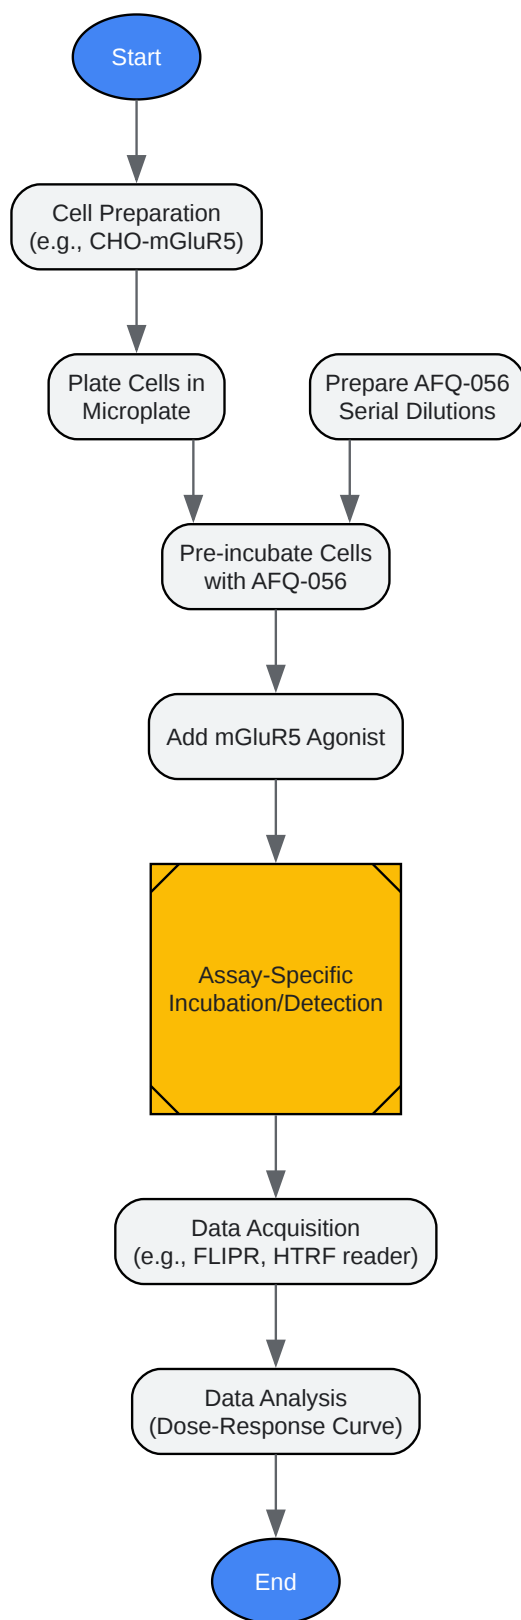 Start
Cell Preparation
(e.g., CHO-mGluR5)
Plate Cells in
Microplate
Prepare AFQ-056
Serial Dilutions
Pre-incubate Cells
with AFQ-056
Add mGluR5 Agonist
Assay-Specific
Incubation/Detection
Data Acquisition
(e.g., FLIPR, HTRF reader)
Data Analysis
(Dose-Response Curve)
End